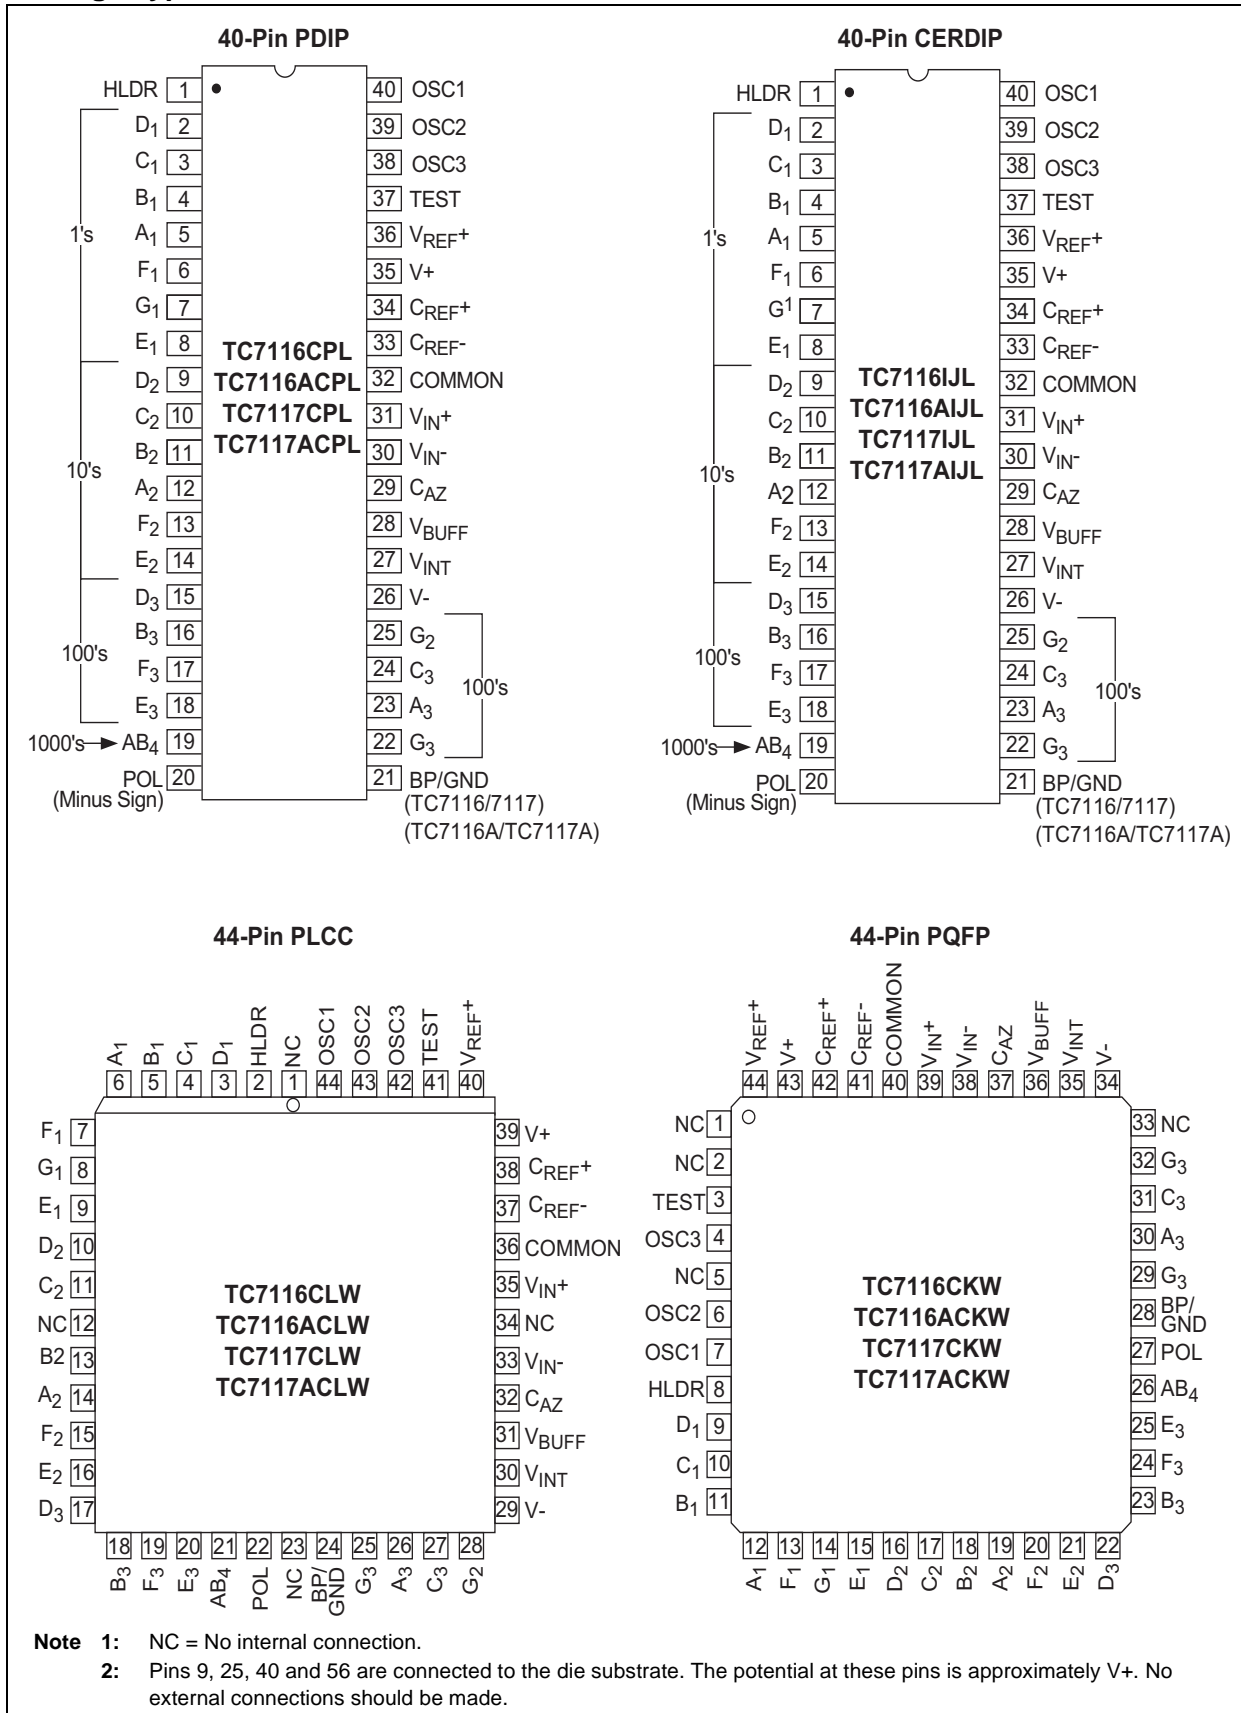 40-Pin PDIP
HLDR 1
D1 2
C1 3
B1 4
A1 5
F1 6
G1 7
E1 8
D2 9
C2 10
B2 11
A2 12
F2 13
E2 14
D3 15
B3 16
F3 17
E3 18
AB4 19
POL 20
(Minus Sign)
1's
10's
100's
1000's
TC7116CPL
TC7116ACPL
TC7117CPL
TC7117ACPL
40 OSC1
39 OSC2
38 OSC3
37 TEST
36 VREF+
35 V+
34 CREF+
33 CREF-
32 COMMON
31 VIN+
30 VIN-
29 CAZ
28 VBUFF
27 VINT
26 V-
25 G2
24 C3
23 A3
22 G3
21 BP/GND
(TC7116/7117)
(TC7116A/TC7117A)
100's
40-Pin CERDIP
HLDR 1
D1 2
C1 3
B1 4
A1 5
F1 6
G1 7
E1 8
D2 9
C2 10
B2 11
A2 12
F2 13
E2 14
D3 15
B3 16
F3 17
E3 18
AB4 19
POL 20
(Minus Sign)
1's
10's
100's
1000's
TC7116IJL
TC7116AIJL
TC7117IJL
TC7117AIJL
40 OSC1
39 OSC2
38 OSC3
37 TEST
36 VREF+
35 V+
34 CREF+
33 CREF-
32 COMMON
31 VIN+
30 VIN-
29 CAZ
28 VBUFF
27 VINT
26 V-
25 G2
24 C3
23 A3
22 G3
21 BP/GND
(TC7116/7117)
(TC7116A/TC7117A)
100's
44-Pin PLCC
A1 B1 C1 D1 HLDR NC OSC1 OSC2 OSC3 TEST VREF+
6 5 4 3 2 1 44 43 42 41 40
F1 7
G1 8
E1 9
D2 10
C2 11
NC 12
B2 13
A2 14
F2 15
E2 16
D3 17
TC7116CLW
TC7116ACLW
TC7117CLW
TC7117ACLW
39 V+
38 CREF+
37 CREF-
36 COMMON
35 VIN+
34 NC
33 VIN-
32 CAZ
31 VBUFF
30 VINT
29 V-
18 19 20 21 22 23 24 25 26 27 28
B3 F3 E3 AB4 POL NC BP/GND G3 A3 C3 G2
44-Pin PQFP
VREF+ V+ CREF+ CREF- COMMON VIN+ VIN- CAZ VBUFF VINT V-
44 43 42 41 40 39 38 37 36 35 34
NC 1
NC 2
TEST 3
OSC3 4
NC 5
OSC2 6
OSC1 7
HLDR 8
D1 9
C1 10
B1 11
TC7116CKW
TC7116ACKW
TC7117CKW
TC7117ACKW
33 NC
32 G3
31 C3
30 A3
29 G3
28 BP/GND
27 POL
26 AB4
25 E3
24 F3
23 B3
12 13 14 15 16 17 18 19 20 21 22
A1 F1 G1 E1 D2 C2 B2 A2 F2 E2 D3
Note 1: NC = No internal connection.
2: Pins 9, 25, 40 and 56 are connected to the die substrate. The potential at these pins is approximately V+. No
external connections should be made.